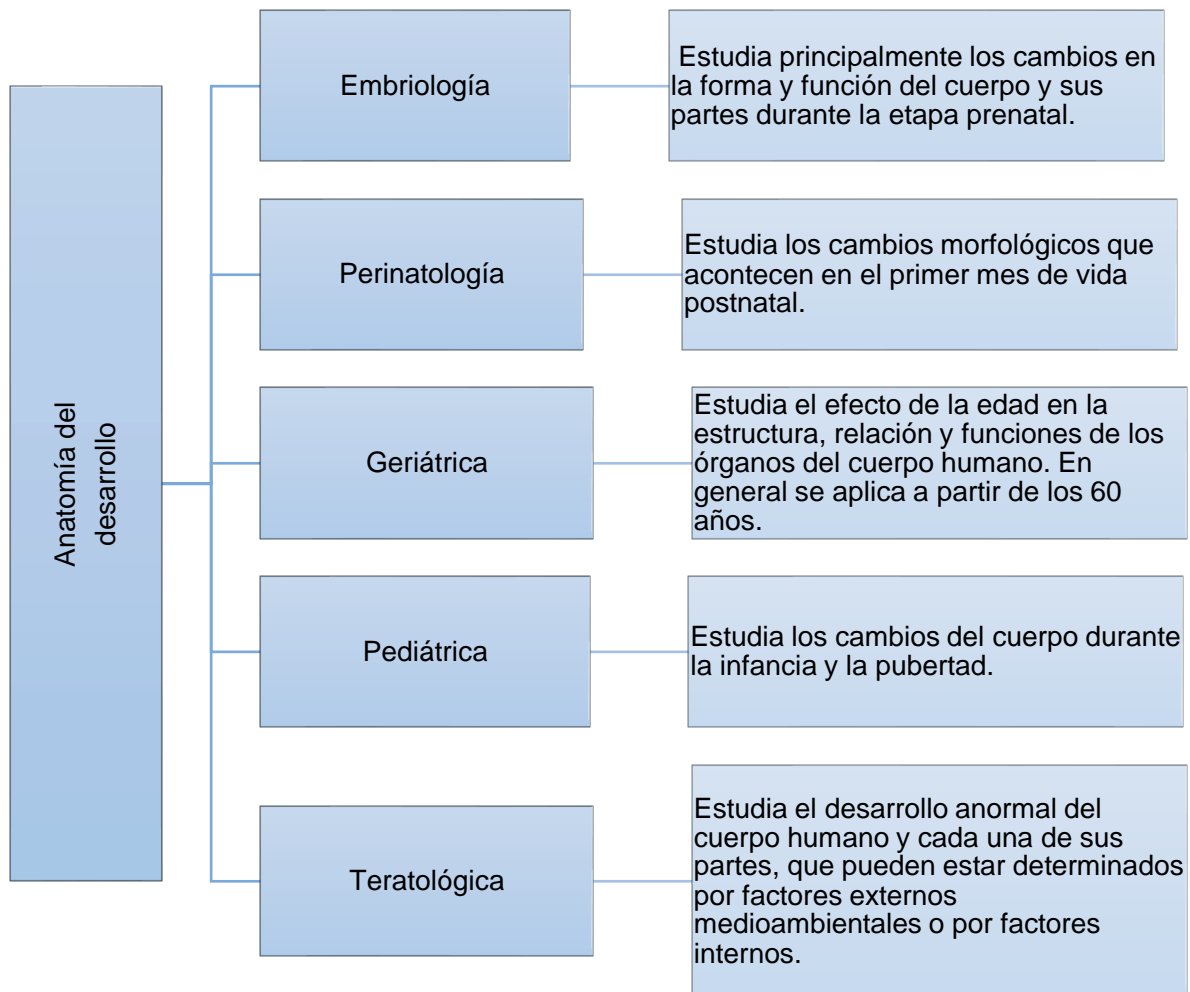 Anatomía del
desarrollo
Embriología
Estudia principalmente los cambios en
la forma y función del cuerpo y sus
partes durante la etapa prenatal.
Perinatología
Estudia los cambios morfológicos que
acontecen en el primer mes de vida
postnatal.
Geriátrica
Estudia el efecto de la edad en la
estructura, relación y funciones de los
órganos del cuerpo humano. En
general se aplica a partir de los 60
años.
Pediátrica
Estudia los cambios del cuerpo durante
la infancia y la pubertad.
Teratológica
Estudia el desarrollo anormal del
cuerpo humano y cada una de sus
partes, que pueden estar determinados
por factores externos
medioambientales o por factores
internos.